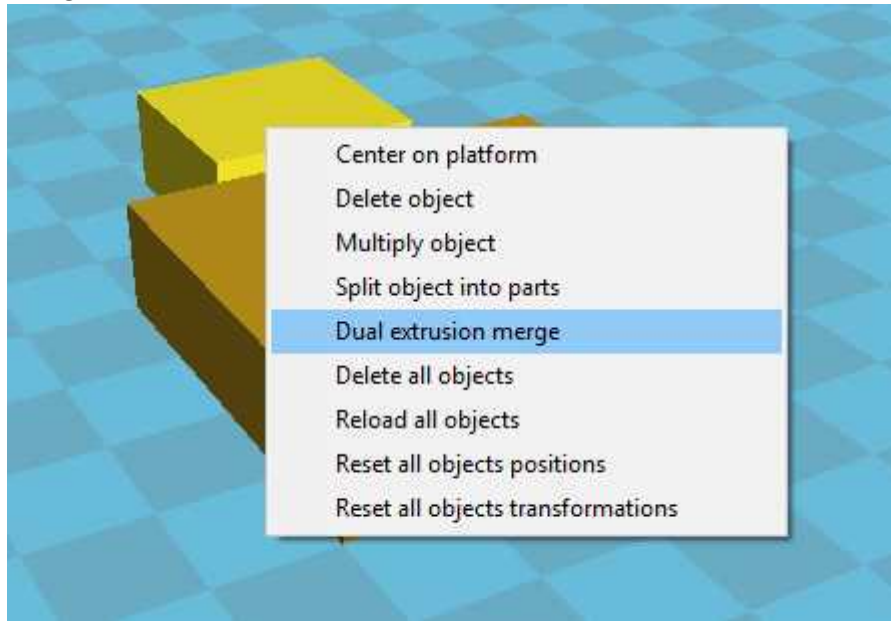 Center on platform
Delete object
Multiply object
Split object into parts
Dual extrusion merge
Delete all objects
Reload all objects
Reset all objects positions
Reset all objects transformations